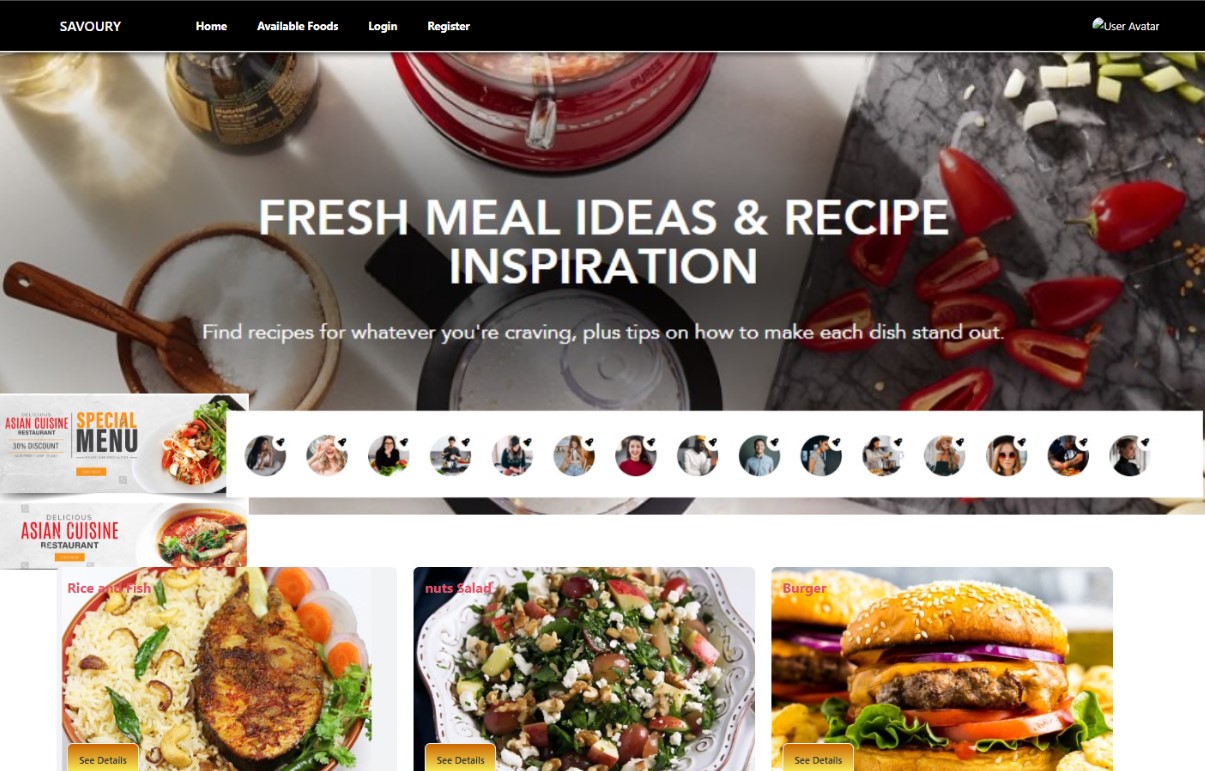 SAVOURY
Home
Available Foods
Login
Register
User Avatar
Nutrition
Facts
FRESH MEAL IDEAS & RECIPE
INSPIRATION
Find recipes for whatever you're craving, plus tips on how to make each dish stand out.
DELICIOUS
ASIAN CUISINE
RESTAURANT
30% DISCOUNT
SPECIAL
MENU
DELICIOUS
ASIAN CUISINE
RESTAURANT
Rice and Fish
nuts Salad
Burger
See Details
See Details
See Details